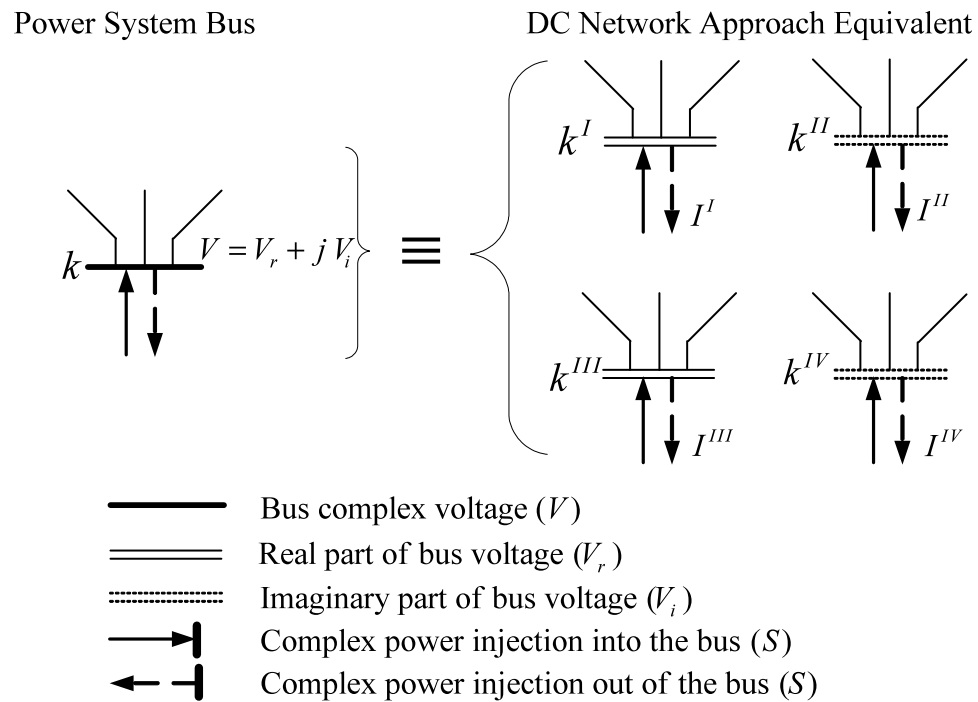 Power System Bus
DC Network Approach Equivalent
k
V = V_r + j V_i
≡
k^I
I^I
k^{II}
I^{II}
k^{III}
I^{III}
k^{IV}
I^{IV}
Bus complex voltage (V)
Real part of bus voltage (V_r)
Imaginary part of bus voltage (V_i)
Complex power injection into the bus (S)
Complex power injection out of the bus (S)